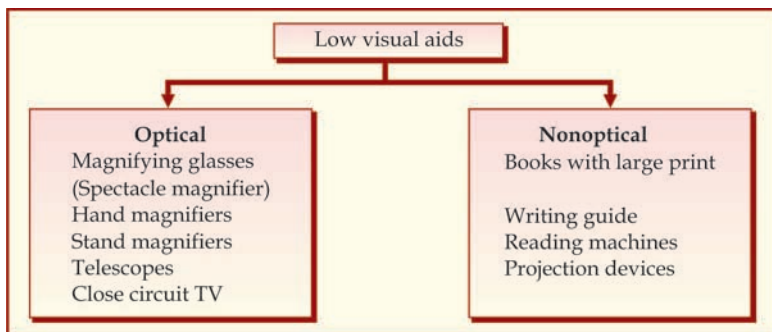 Low visual aids
Optical
Magnifying glasses
(Spectacle magnifier)
Hand magnifiers
Stand magnifiers
Telescopes
Close circuit TV
Nonoptical
Books with large print
Writing guide
Reading machines
Projection devices